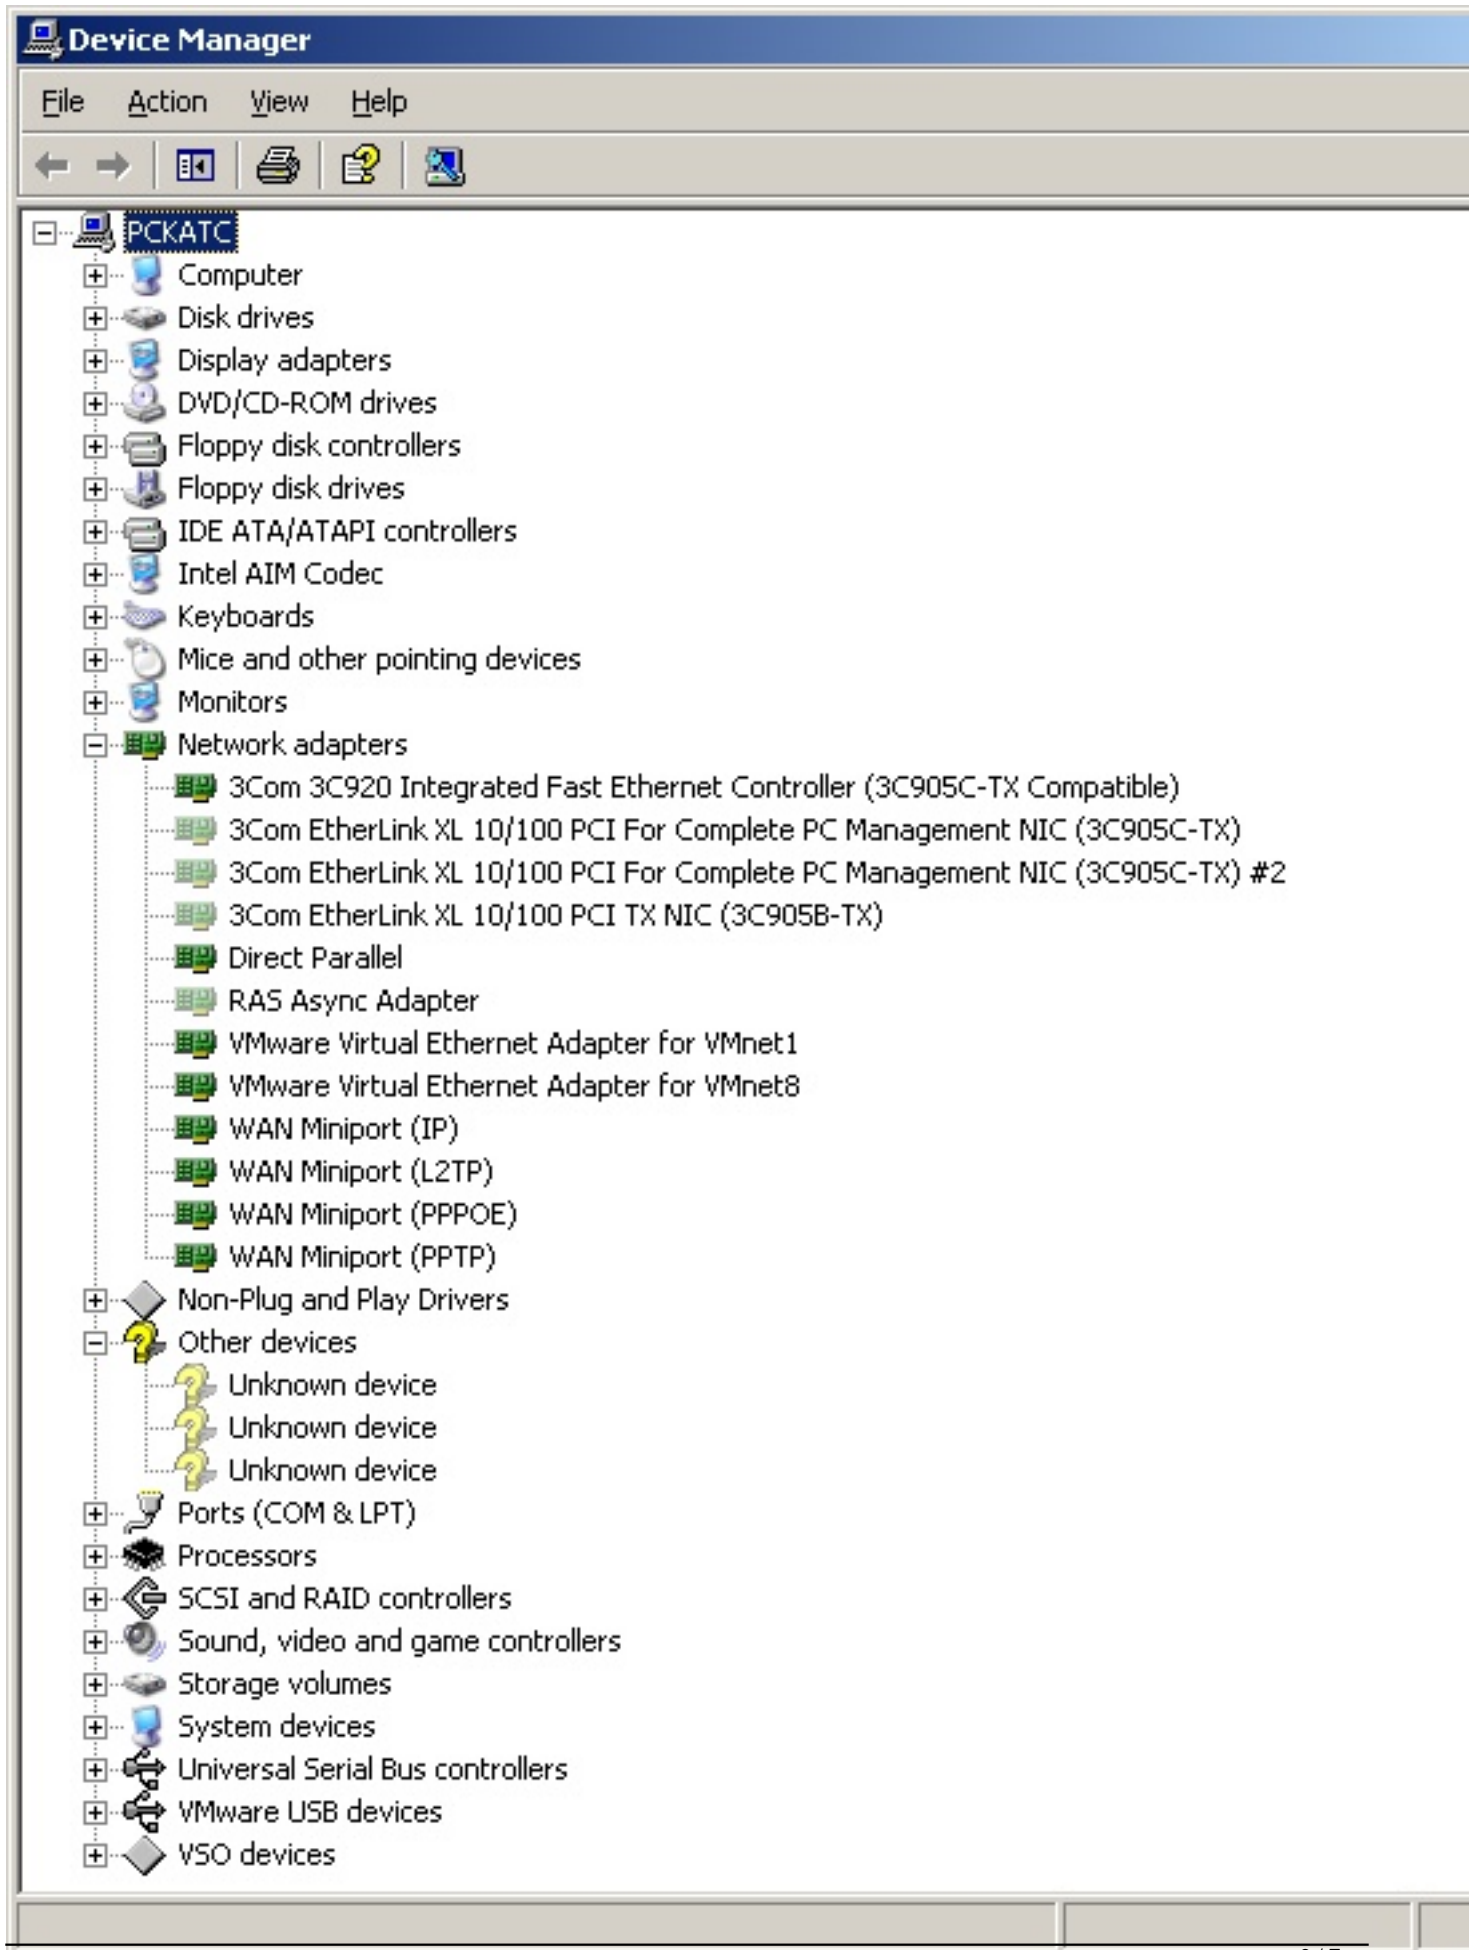 Device Manager
File Action View Help
PCKATC
Computer
Disk drives
Display adapters
DVD/CD-ROM drives
Floppy disk controllers
Floppy disk drives
IDE ATA/ATAPI controllers
Intel AIM Codec
Keyboards
Mice and other pointing devices
Monitors
Network adapters
3Com 3C920 Integrated Fast Ethernet Controller (3C905C-TX Compatible)
3Com EtherLink XL 10/100 PCI For Complete PC Management NIC (3C905C-TX)
3Com EtherLink XL 10/100 PCI For Complete PC Management NIC (3C905C-TX) #2
3Com EtherLink XL 10/100 PCI TX NIC (3C905B-TX)
Direct Parallel
RAS Async Adapter
VMware Virtual Ethernet Adapter for VMnet1
VMware Virtual Ethernet Adapter for VMnet8
WAN Miniport (IP)
WAN Miniport (L2TP)
WAN Miniport (PPPOE)
WAN Miniport (PPTP)
Non-Plug and Play Drivers
Other devices
Unknown device
Unknown device
Unknown device
Ports (COM & LPT)
Processors
SCSI and RAID controllers
Sound, video and game controllers
Storage volumes
System devices
Universal Serial Bus controllers
VMware USB devices
VSO devices